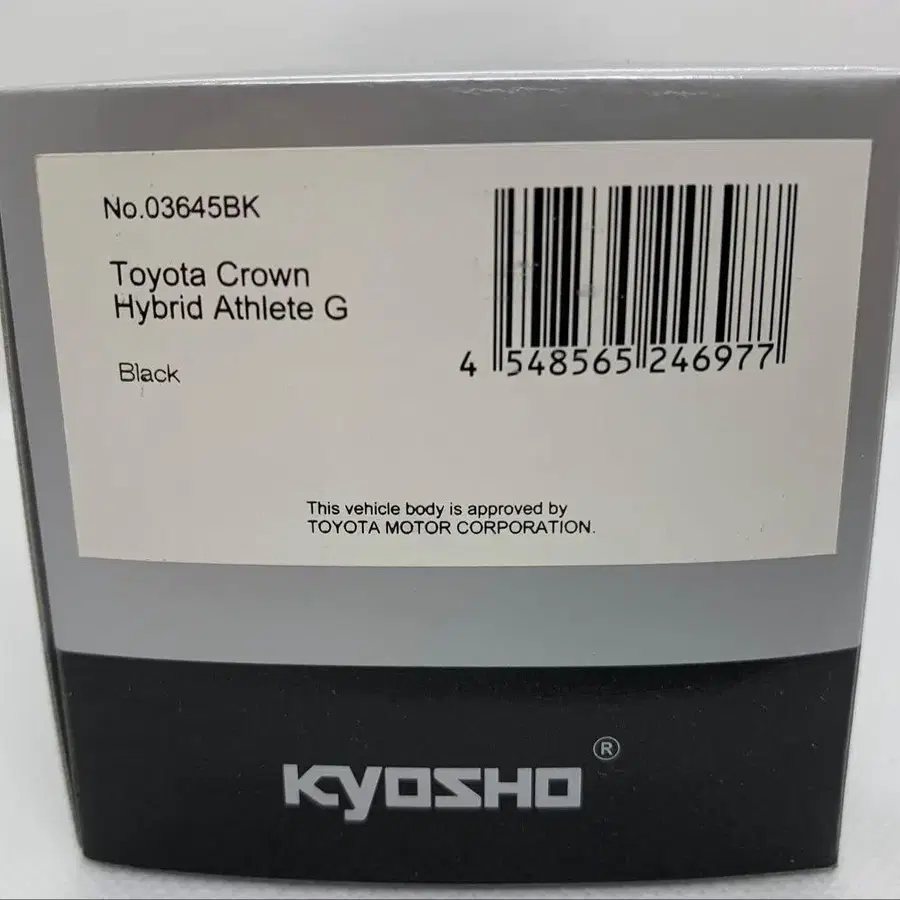 No.03645BK
Toyota Crown
Hybrid Athlete G
Black
4 548565 246977
This vehicle body is approved by
TOYOTA MOTOR CORPORATION.
KYOSHO ®